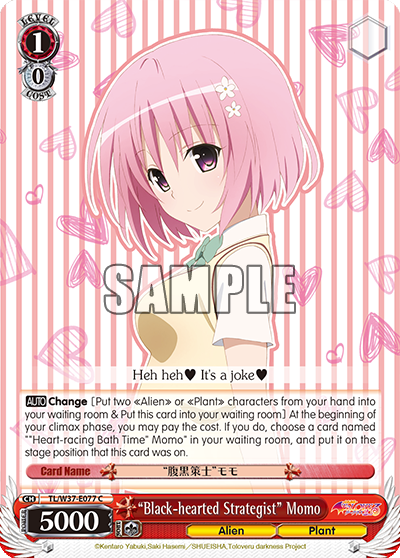 LEVEL
1
0
COST
SAMPLE
Heh heh♥ It's a joke♥
AUTO Change [Put two «Alien» or «Plant» characters from your hand into
your waiting room & Put this card into your waiting room] At the beginning
of your climax phase, you may pay the cost. If you do, choose a card named
""Heart-racing Bath Time" Momo" in your waiting room, and put it on the
stage position that this card was in.
Card Name "腹黒策士"モモ
CH TL/W37-E077 C
POWER 5000 SOUL "Black-hearted Strategist" Momo
Alien Plant
©Kentaro Yabuki,Saki Hasemi／SHUEISHA,Toloveru darkness Project